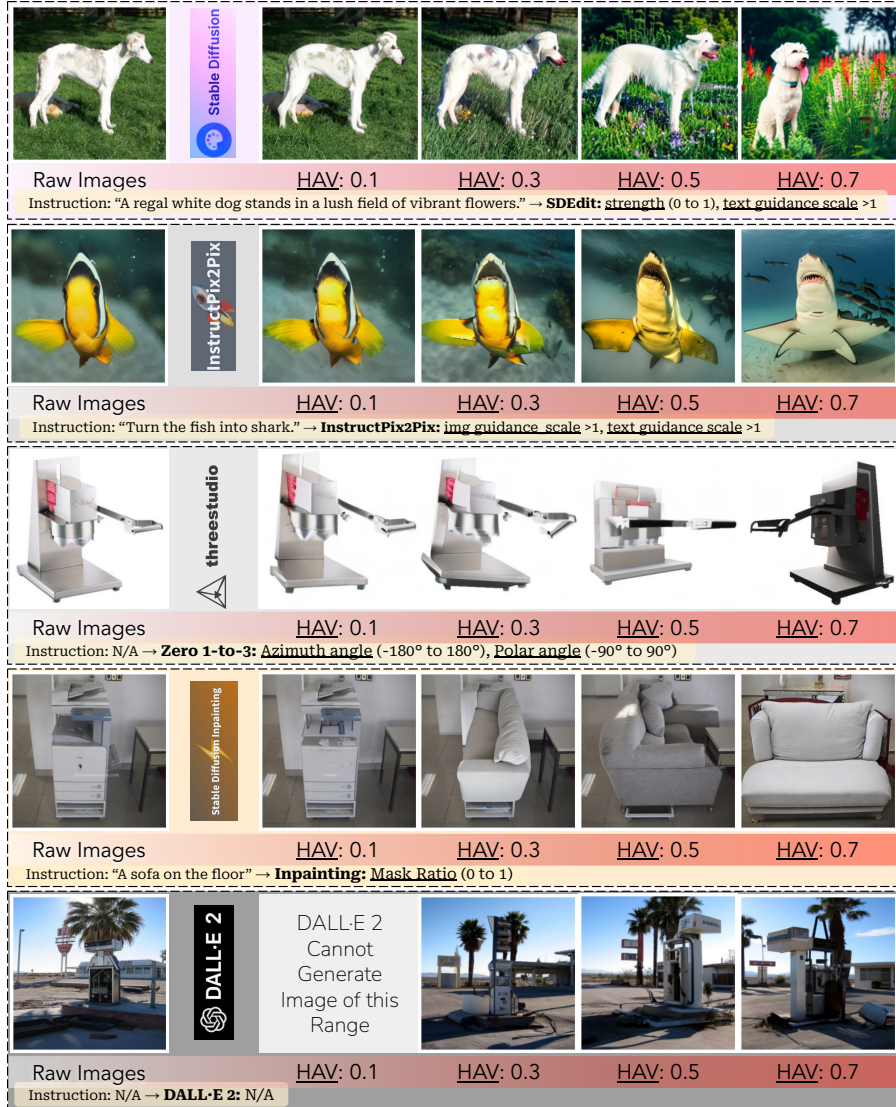 Stable Diffusion
Raw Images HAV: 0.1 HAV: 0.3 HAV: 0.5 HAV: 0.7
Instruction: “A regal white dog stands in a lush field of vibrant flowers.” → SDEdit: strength (0 to 1), text guidance scale >1
InstructPix2Pix
Raw Images HAV: 0.1 HAV: 0.3 HAV: 0.5 HAV: 0.7
Instruction: “Turn the fish into shark.” → InstructPix2Pix: img guidance_scale >1, text guidance scale >1
threestudio
Raw Images HAV: 0.1 HAV: 0.3 HAV: 0.5 HAV: 0.7
Instruction: N/A → Zero 1-to-3: Azimuth angle (-180° to 180°), Polar angle (-90° to 90°)
Stable Diffusion Inpainting
Raw Images HAV: 0.1 HAV: 0.3 HAV: 0.5 HAV: 0.7
Instruction: “A sofa on the floor” → Inpainting: Mask Ratio (0 to 1)
DALL·E 2
DALL·E 2
Cannot
Generate
Image of this
Range
Raw Images HAV: 0.1 HAV: 0.3 HAV: 0.5 HAV: 0.7
Instruction: N/A → DALL·E 2: N/A